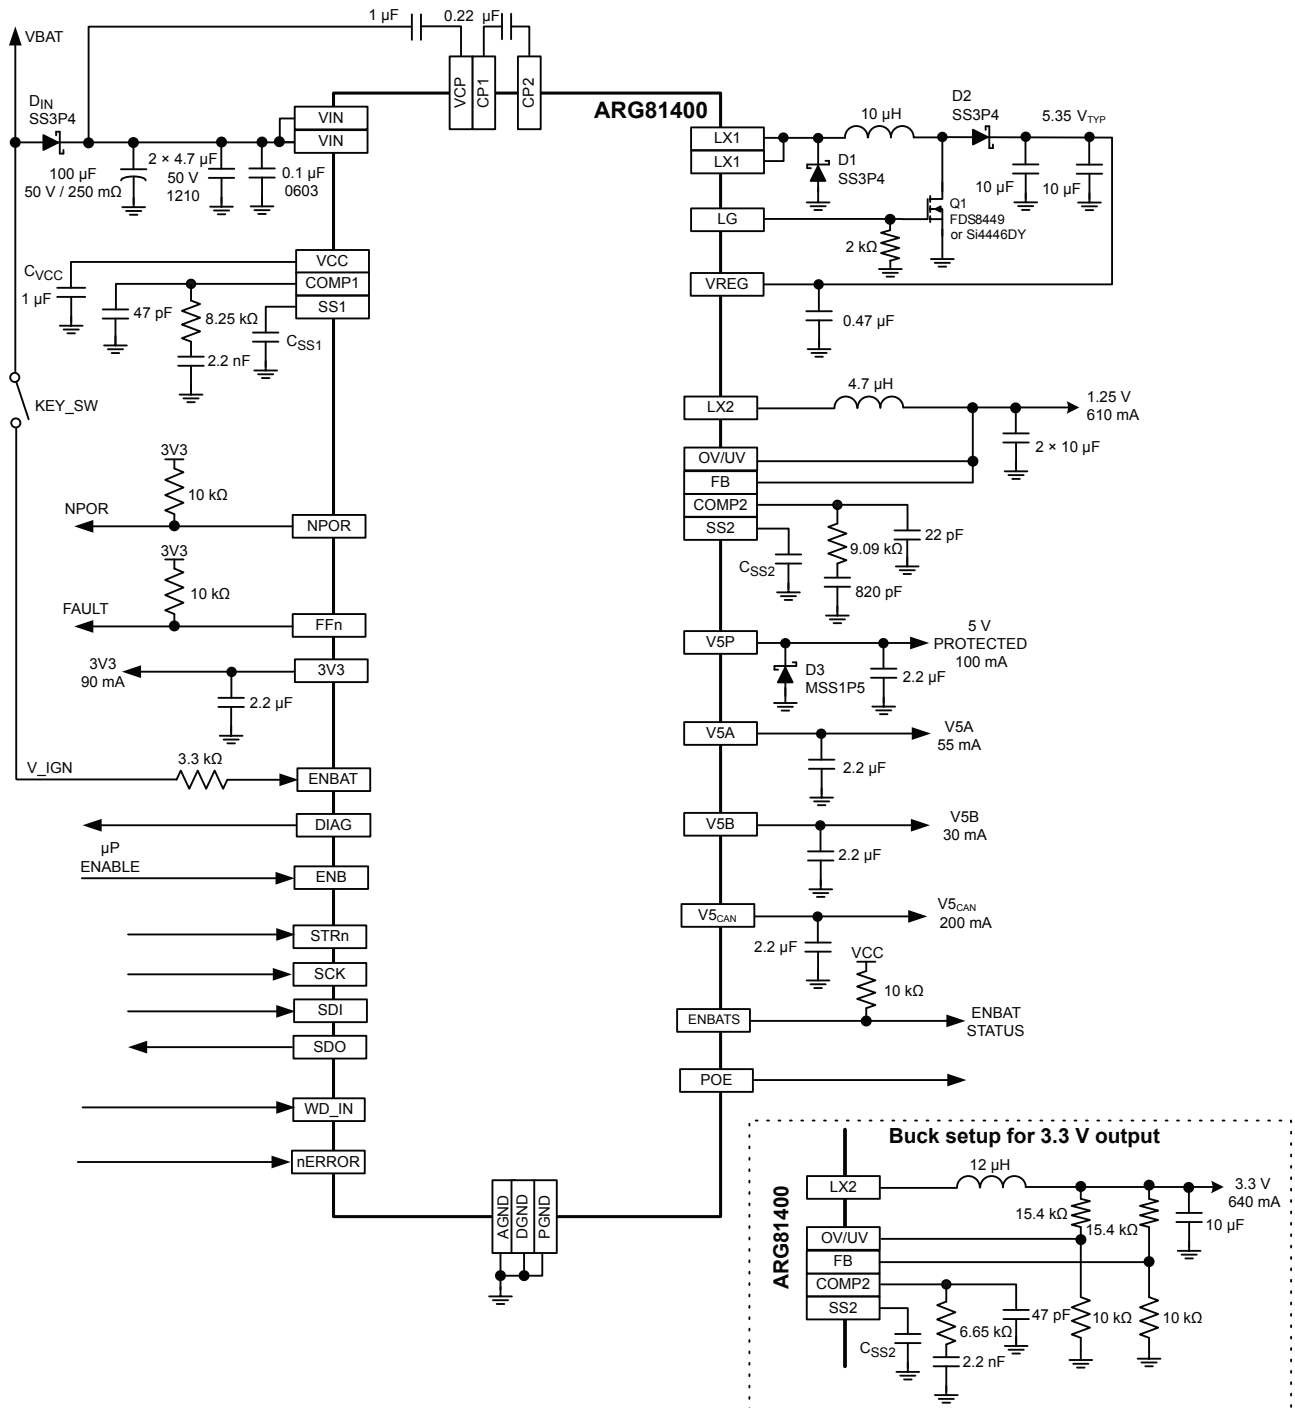 1 µF
0.22 µF
VBAT
VCP
CP1
CP2
ARG81400
D_IN
SS3P4
VIN
VIN
100 µF
50 V / 250 mΩ
2 × 4.7 µF
50 V
1210
0.1 µF
0603
LX1
LX1
10 µH
D2
SS3P4
5.35 V_TYP
D1
SS3P4
10 µF
10 µF
LG
2 kΩ
Q1
FDS8449
or Si4446DY
VCC
COMP1
SS1
C_VCC
1 µF
47 pF
8.25 kΩ
2.2 nF
C_SS1
VREG
0.47 µF
KEY_SW
LX2
4.7 µH
1.25 V
610 mA
2 × 10 µF
OV/UV
FB
COMP2
SS2
C_SS2
9.09 kΩ
820 pF
22 pF
3V3
10 kΩ
NPOR
NPOR
3V3
10 kΩ
FAULT
FFn
3V3
90 mA
3V3
2.2 µF
V5P
D3
MSS1P5
2.2 µF
5 V
PROTECTED
100 mA
V5A
2.2 µF
V5A
55 mA
V_IGN
3.3 kΩ
ENBAT
DIAG
V5B
2.2 µF
V5B
30 mA
µP
ENABLE
ENB
V5_CAN
2.2 µF
V5_CAN
200 mA
STRn
SCK
SDI
SDO
VCC
10 kΩ
ENBATS
ENBAT
STATUS
POE
WD_IN
nERROR
AGND
DGND
PGND
Buck setup for 3.3 V output
ARG81400
LX2
12 µH
3.3 V
640 mA
15.4 kΩ
15.4 kΩ
10 µF
OV/UV
FB
COMP2
SS2
C_SS2
6.65 kΩ
2.2 nF
47 pF
10 kΩ
10 kΩ